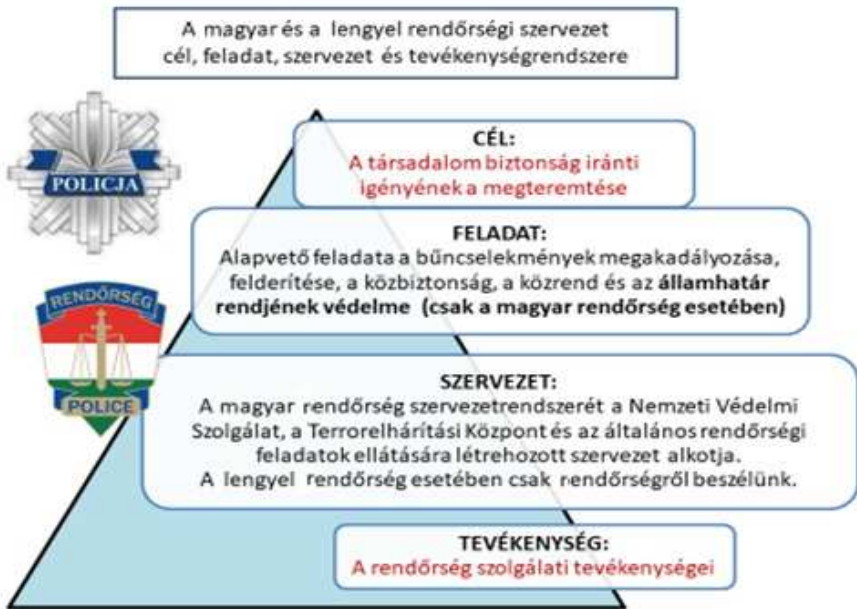 A magyar és a lengyel rendőrségi szervezet
cél, feladat, szervezet és tevékenységrendszere
CÉL:
A társadalom biztonság iránti
igényének a megteremtése
POLICJA
FELADAT:
Alapvető feladata a bűncselekmények megakadályozása,
felderítése, a közbiztonság, a közrend és az államhatár
rendjének védelme (csak a magyar rendőrség esetében)
RENDŐRSÉG
POLICE
SZERVEZET:
A magyar rendőrség szervezetrendszerét a Nemzeti Védelmi
Szolgálat, a Terrorelhárítási Központ és az általános rendőrségi
feladatok ellátására létrehozott szervezet alkotja.
A lengyel rendőrség esetében csak rendőrségről beszélünk.
TEVÉKENYSÉG:
A rendőrség szolgálati tevékenységei